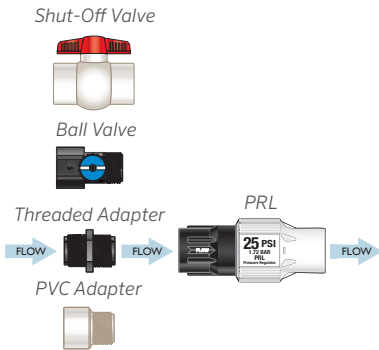 Shut-Off Valve
Ball Valve
Threaded Adapter
PRL
FLOW
FLOW
FLOW
25 PSI
1.72 BAR
PRL
Pressure Regulator
FLOW
PVC Adapter